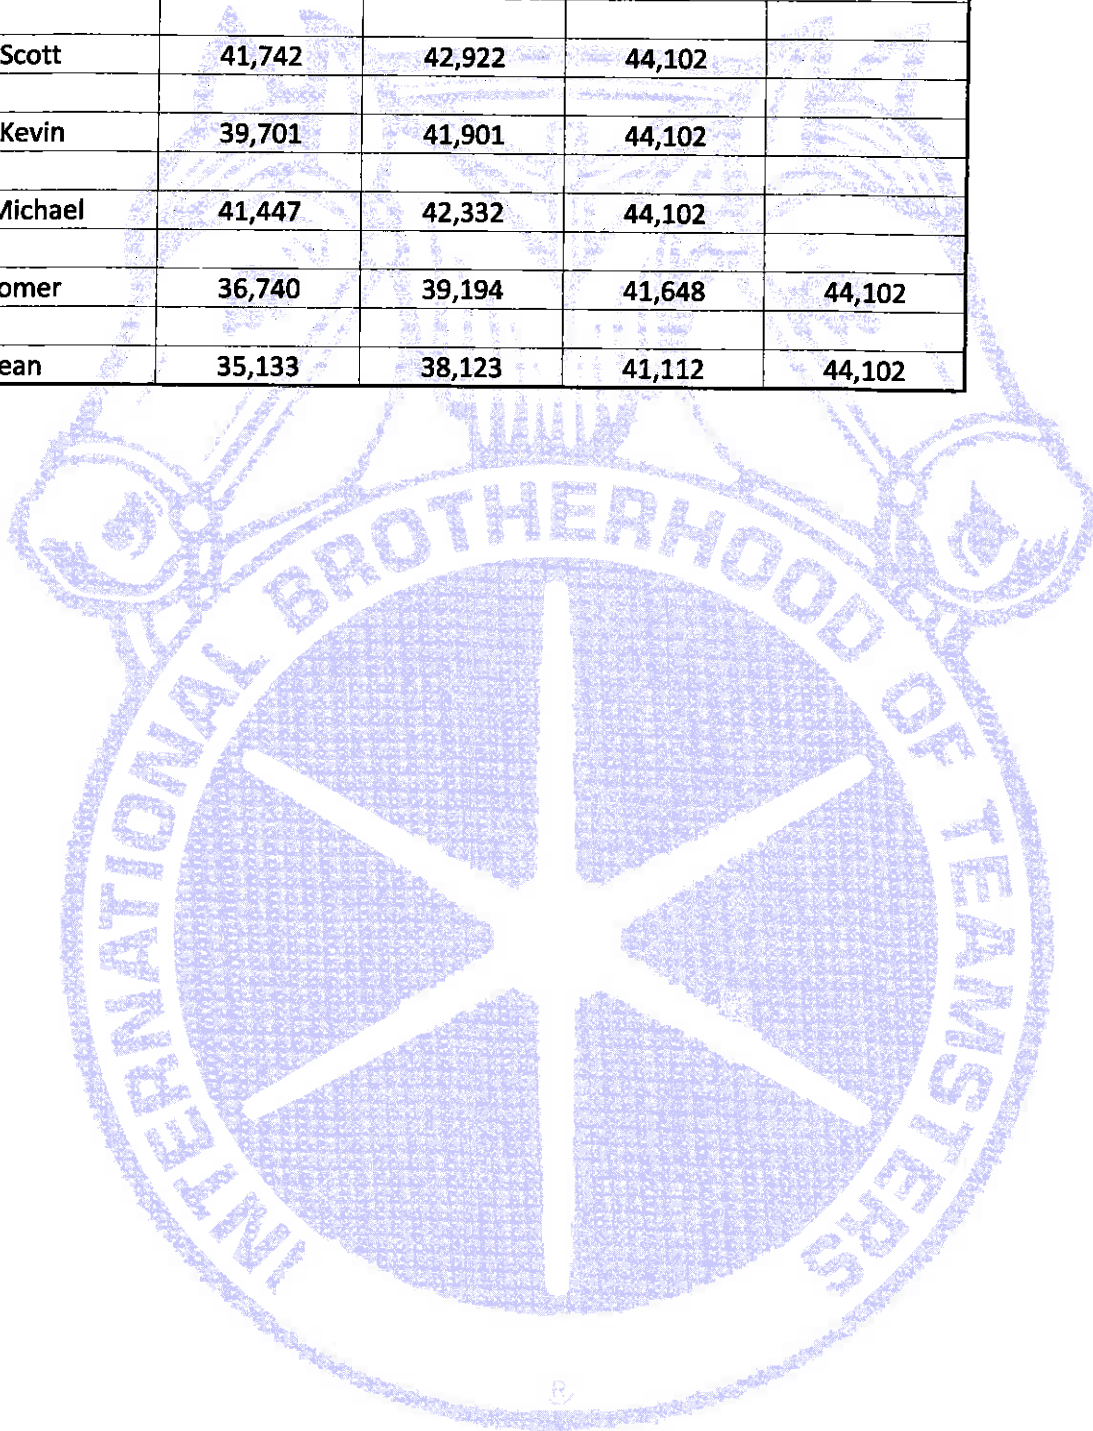 Scott 41,742 42,922 44,102
Kevin 39,701 41,901 44,102
Michael 41,447 42,332 44,102
omer 36,740 39,194 41,648 44,102
ean 35,133 38,123 41,112 44,102
INTERNATIONAL BROTHERHOOD OF TEAMSTERS
R